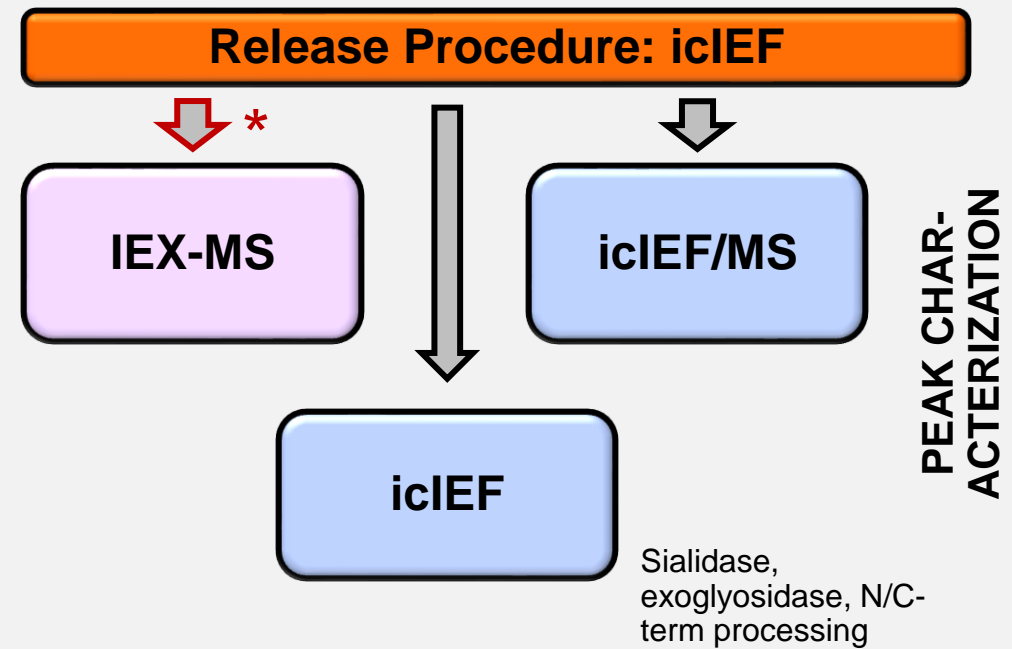 Release Procedure: icIEF
*
IEX-MS
icIEF/MS
PEAK CHAR-
ACTERIZATION
icIEF
Sialidase,
exoglyosidase, N/C-
term processing